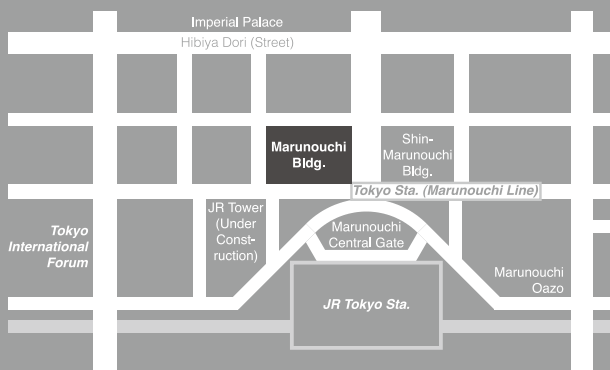 Imperial Palace
Hibiya Dori (Street)
Marunouchi
Bldg.
Shin-
Marunouchi
Bldg.
Tokyo Sta. (Marunouchi Line)
JR Tower
(Under
Const-
ruction)
Marunouchi
Central Gate
Tokyo
International
Forum
Marunouchi
Oazo
JR Tokyo Sta.